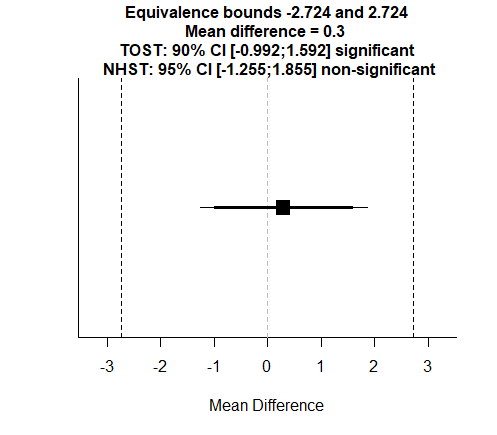 Equivalence bounds -2.724 and 2.724
Mean difference = 0.3
TOST: 90% CI [-0.992;1.592] significant
NHST: 95% CI [-1.255;1.855] non-significant
-3 -2 -1 0 1 2 3
Mean Difference